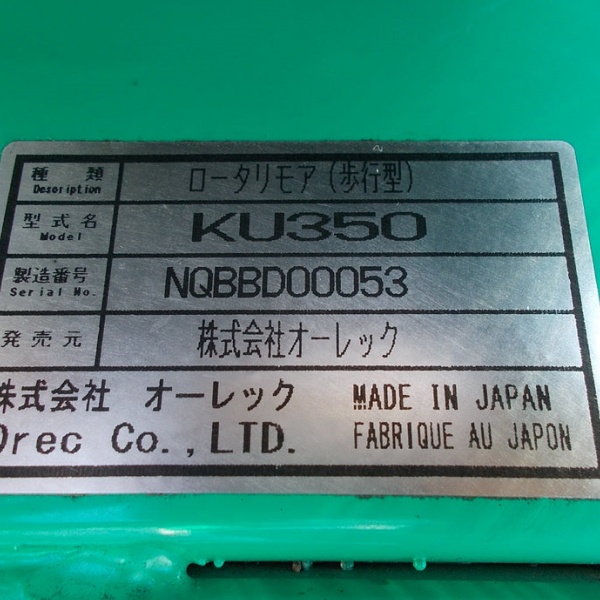 種類 ロータリモア(歩行型)
Description
型式名 KU350
Model
製造番号 NQBBD00053
Serial No.
発売元 株式会社オーレック
株式会社 オーレック MADE IN JAPAN
Orec Co.,LTD. FABRIQUE AU JAPON